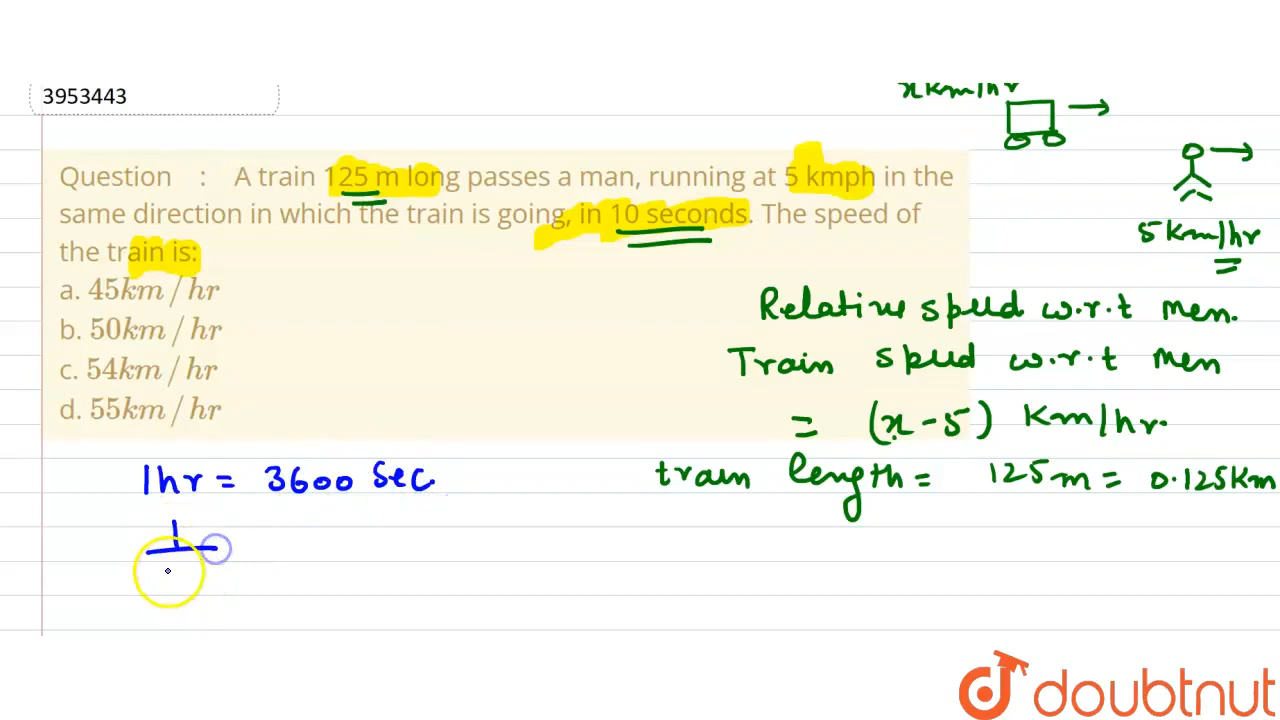 3953443
x km/hr
Question : A train 125 m long passes a man, running at 5 kmph in the
same direction in which the train is going, in 10 seconds. The speed of
the train is:
a. 45km/hr
b. 50km/hr
c. 54km/hr
d. 55km/hr
5 km/hr
Relative speed w.r.t men.
Train speed w.r.t men
= (x-5) Km/hr.
train length = 125 m = 0.125 Km
1hr = 3600 Sec.
1
doubtnut